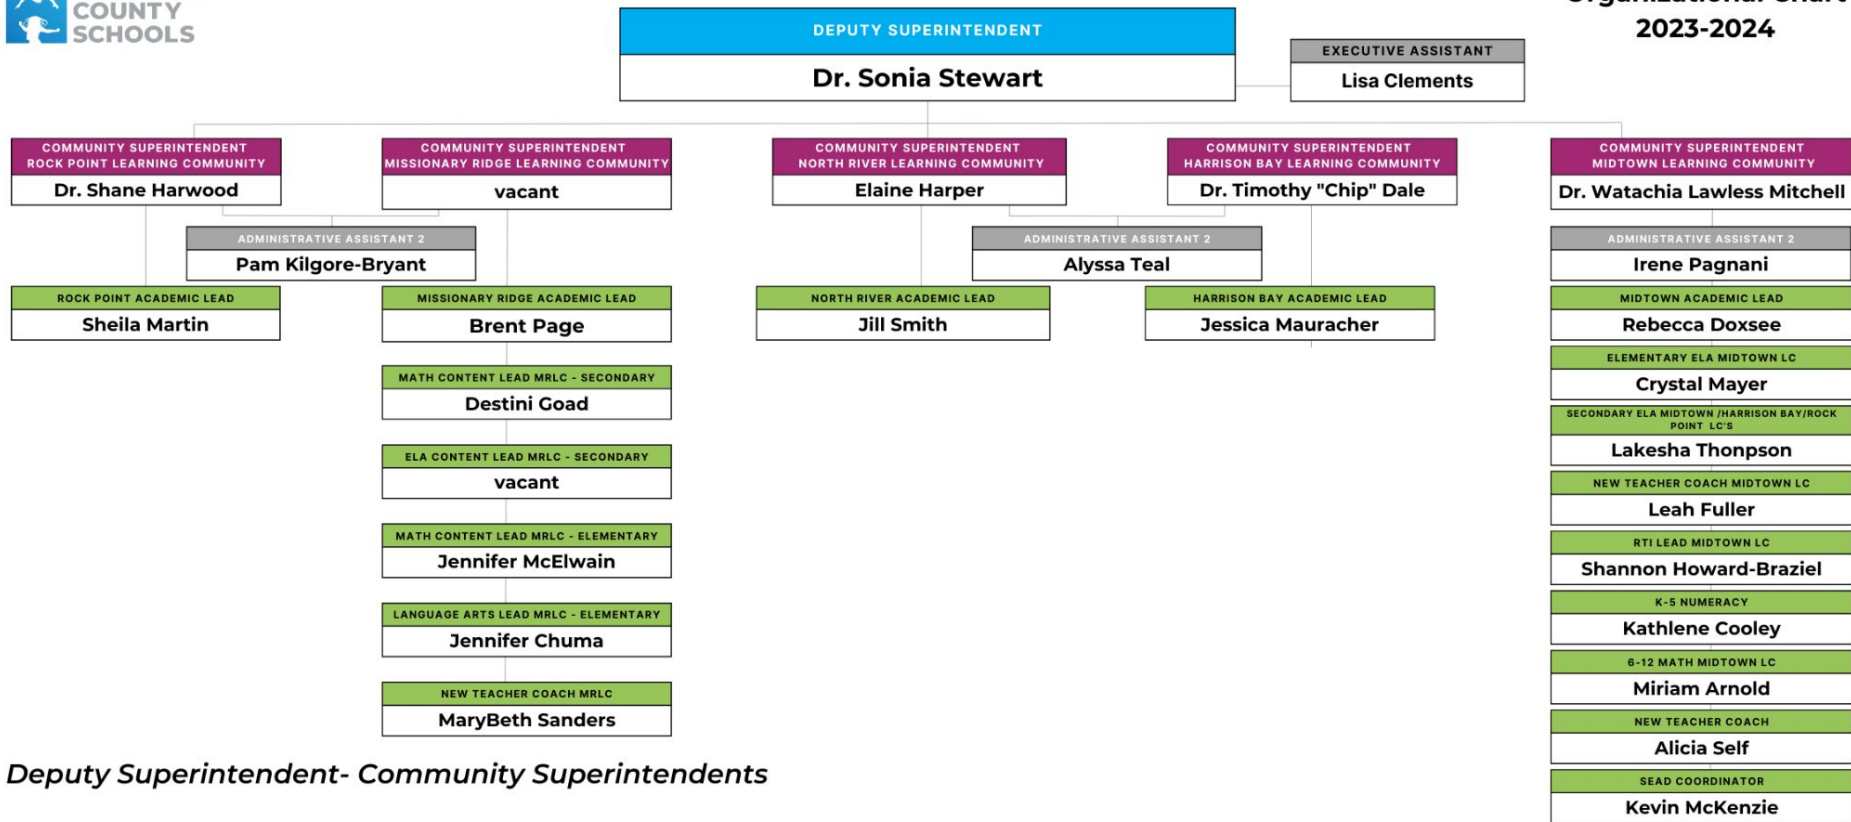 COUNTY
SCHOOLS
2023-2024
DEPUTY SUPERINTENDENT
Dr. Sonia Stewart
EXECUTIVE ASSISTANT
Lisa Clements
COMMUNITY SUPERINTENDENT
ROCK POINT LEARNING COMMUNITY
Dr. Shane Harwood
COMMUNITY SUPERINTENDENT
MISSIONARY RIDGE LEARNING COMMUNITY
vacant
COMMUNITY SUPERINTENDENT
NORTH RIVER LEARNING COMMUNITY
Elaine Harper
COMMUNITY SUPERINTENDENT
HARRISON BAY LEARNING COMMUNITY
Dr. Timothy "Chip" Dale
COMMUNITY SUPERINTENDENT
MIDTOWN LEARNING COMMUNITY
Dr. Watachia Lawless Mitchell
ADMINISTRATIVE ASSISTANT 2
Pam Kilgore-Bryant
ADMINISTRATIVE ASSISTANT 2
Alyssa Teal
ADMINISTRATIVE ASSISTANT 2
Irene Pagnani
ROCK POINT ACADEMIC LEAD
Sheila Martin
MISSIONARY RIDGE ACADEMIC LEAD
Brent Page
NORTH RIVER ACADEMIC LEAD
Jill Smith
HARRISON BAY ACADEMIC LEAD
Jessica Mauracher
MIDTOWN ACADEMIC LEAD
Rebecca Doxsee
MATH CONTENT LEAD MRLC - SECONDARY
Destini Goad
ELA CONTENT LEAD MRLC - SECONDARY
vacant
MATH CONTENT LEAD MRLC - ELEMENTARY
Jennifer McElwain
LANGUAGE ARTS LEAD MRLC - ELEMENTARY
Jennifer Chuma
NEW TEACHER COACH MRLC
MaryBeth Sanders
ELEMENTARY ELA MIDTOWN LC
Crystal Mayer
SECONDARY ELA MIDTOWN /HARRISON BAY/ROCK
POINT LC'S
Lakesha Thonpson
NEW TEACHER COACH MIDTOWN LC
Leah Fuller
RTI LEAD MIDTOWN LC
Shannon Howard-Braziel
K-5 NUMERACY
Kathlene Cooley
6-12 MATH MIDTOWN LC
Miriam Arnold
NEW TEACHER COACH
Alicia Self
SEAD COORDINATOR
Kevin McKenzie
Deputy Superintendent- Community Superintendents